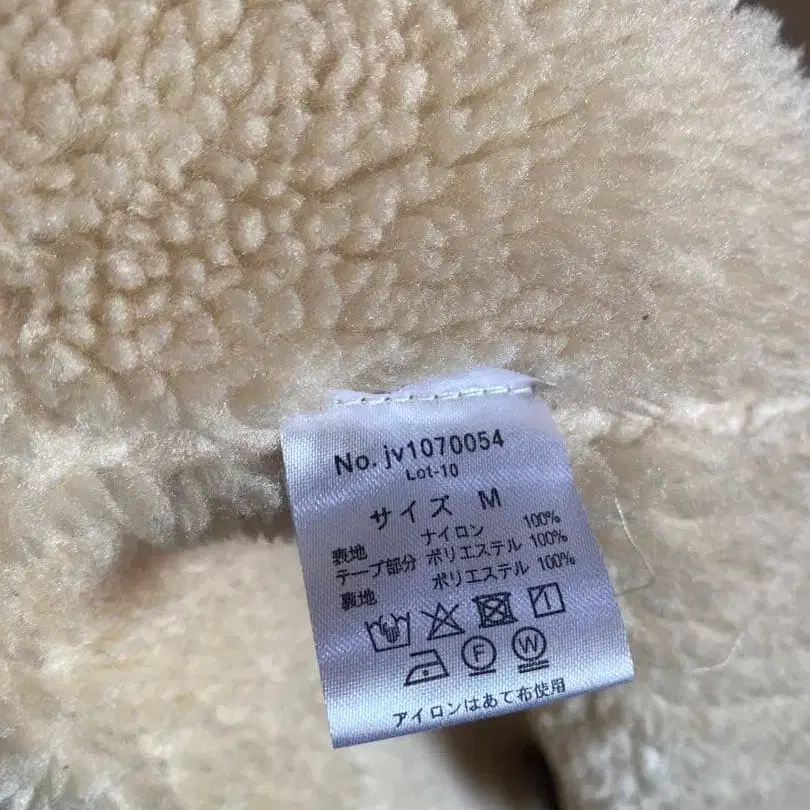 No. jv1070054
Lot-10
サイズ M
表地 ナイロン 100%
テープ部分 ポリエステル 100%
裏地 ポリエステル 100%
F W
アイロンはあて布使用